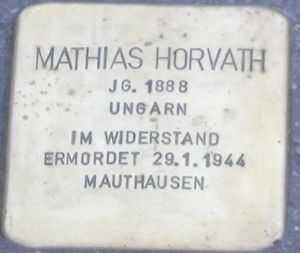 MATHIAS HORVATH
JG. 1888
UNGARN
IM WIDERSTAND
ERMORDET 29.1.1944
MAUTHAUSEN